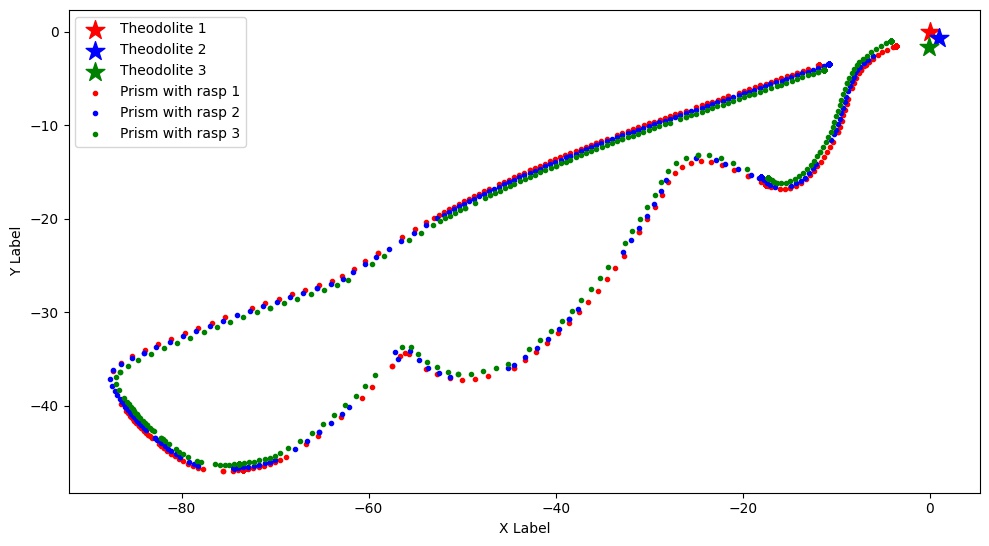 Theodolite 1
Theodolite 2
Theodolite 3
Prism with rasp 1
Prism with rasp 2
Prism with rasp 3
0
−10
−20
−30
−40
Y Label
−80
−60
−40
−20
0
X Label